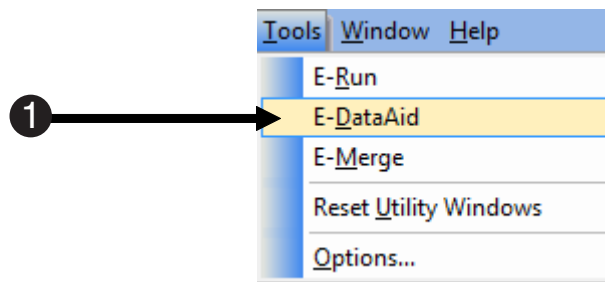 Tools Window Help
E-Run
1 E-DataAid
E-Merge
Reset Utility Windows
Options...